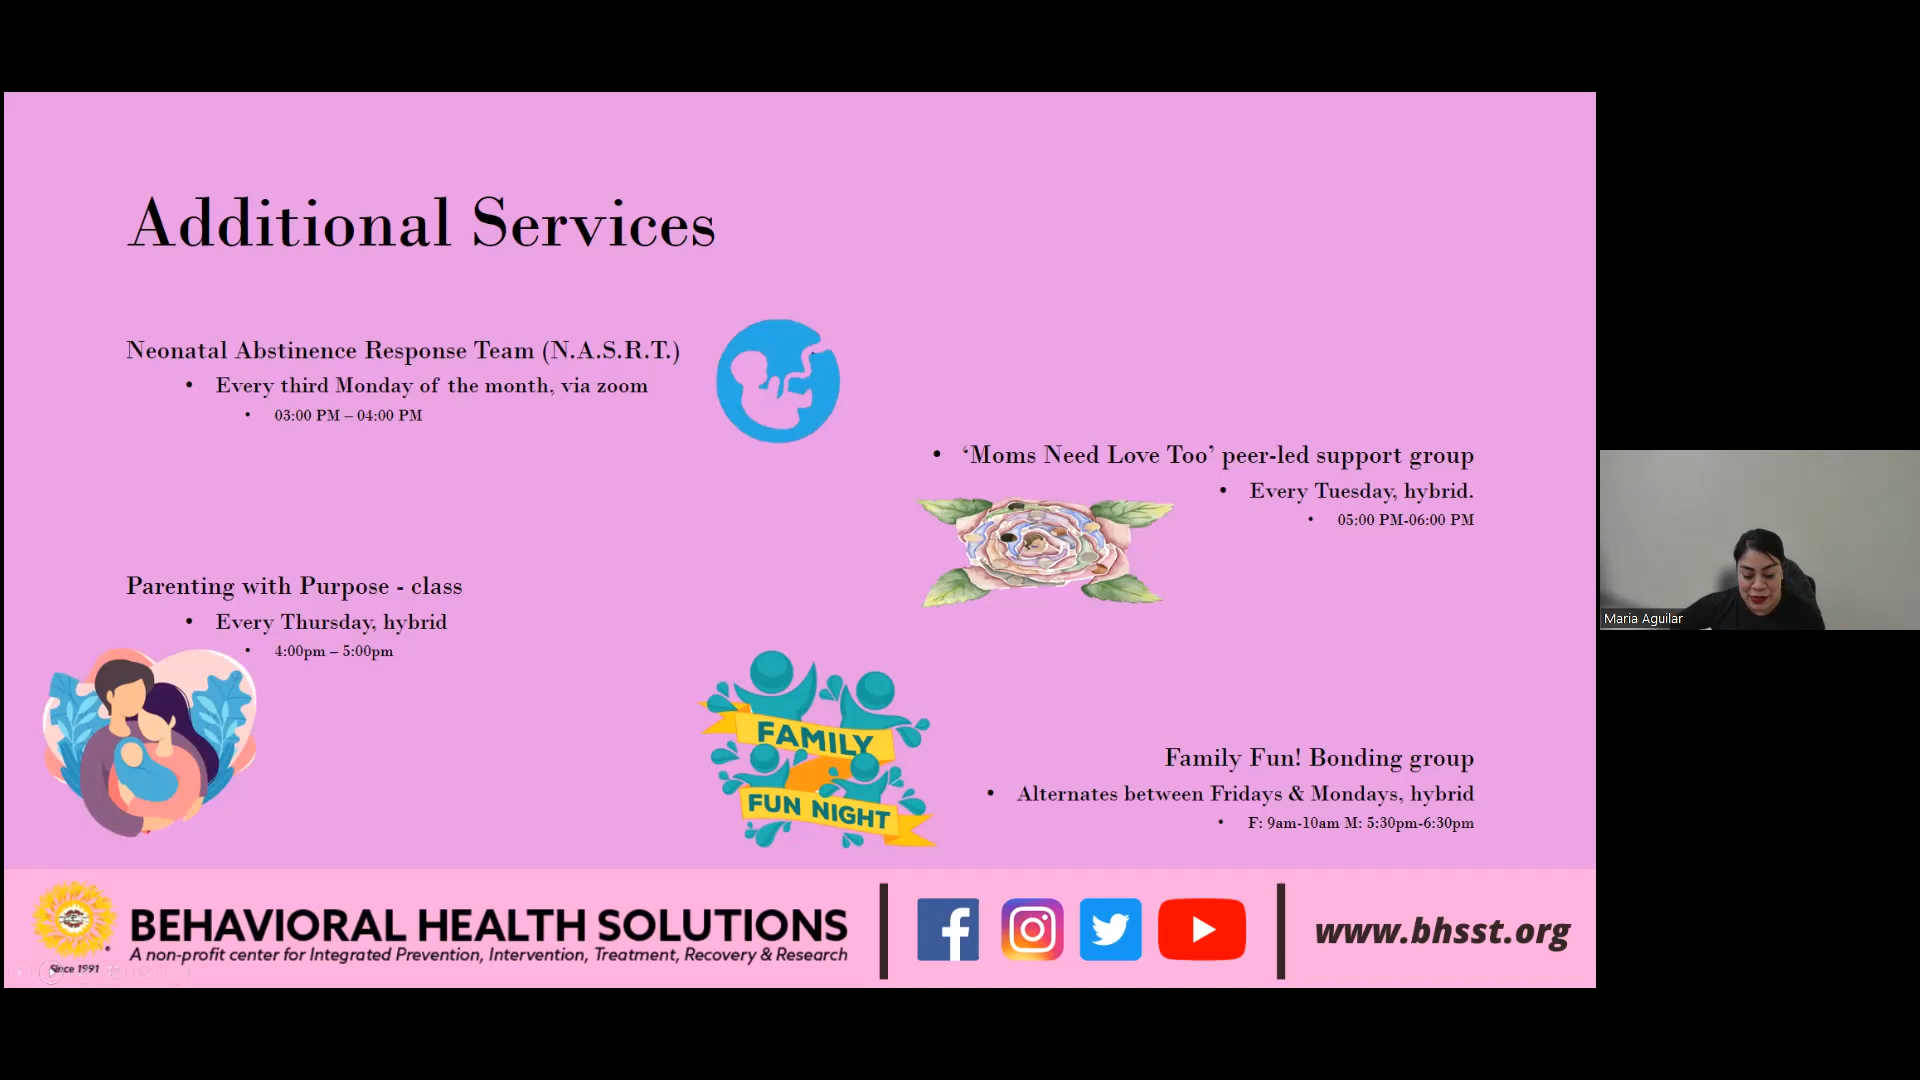 Additional Services
Neonatal Abstinence Response Team (N.A.S.R.T.)
• Every third Monday of the month, via zoom
• 03:00 PM – 04:00 PM
• ‘Moms Need Love Too’ peer-led support group
• Every Tuesday, hybrid.
• 05:00 PM-06:00 PM
Parenting with Purpose - class
• Every Thursday, hybrid
• 4:00pm – 5:00pm
FAMILY
FUN NIGHT
Family Fun! Bonding group
• Alternates between Fridays & Mondays, hybrid
• F: 9am-10am M: 5:30pm-6:30pm
BEHAVIORAL HEALTH SOLUTIONS
A non-profit center for Integrated Prevention, Intervention, Treatment, Recovery & Research
Since 1991
www.bhsst.org
Maria Aguilar